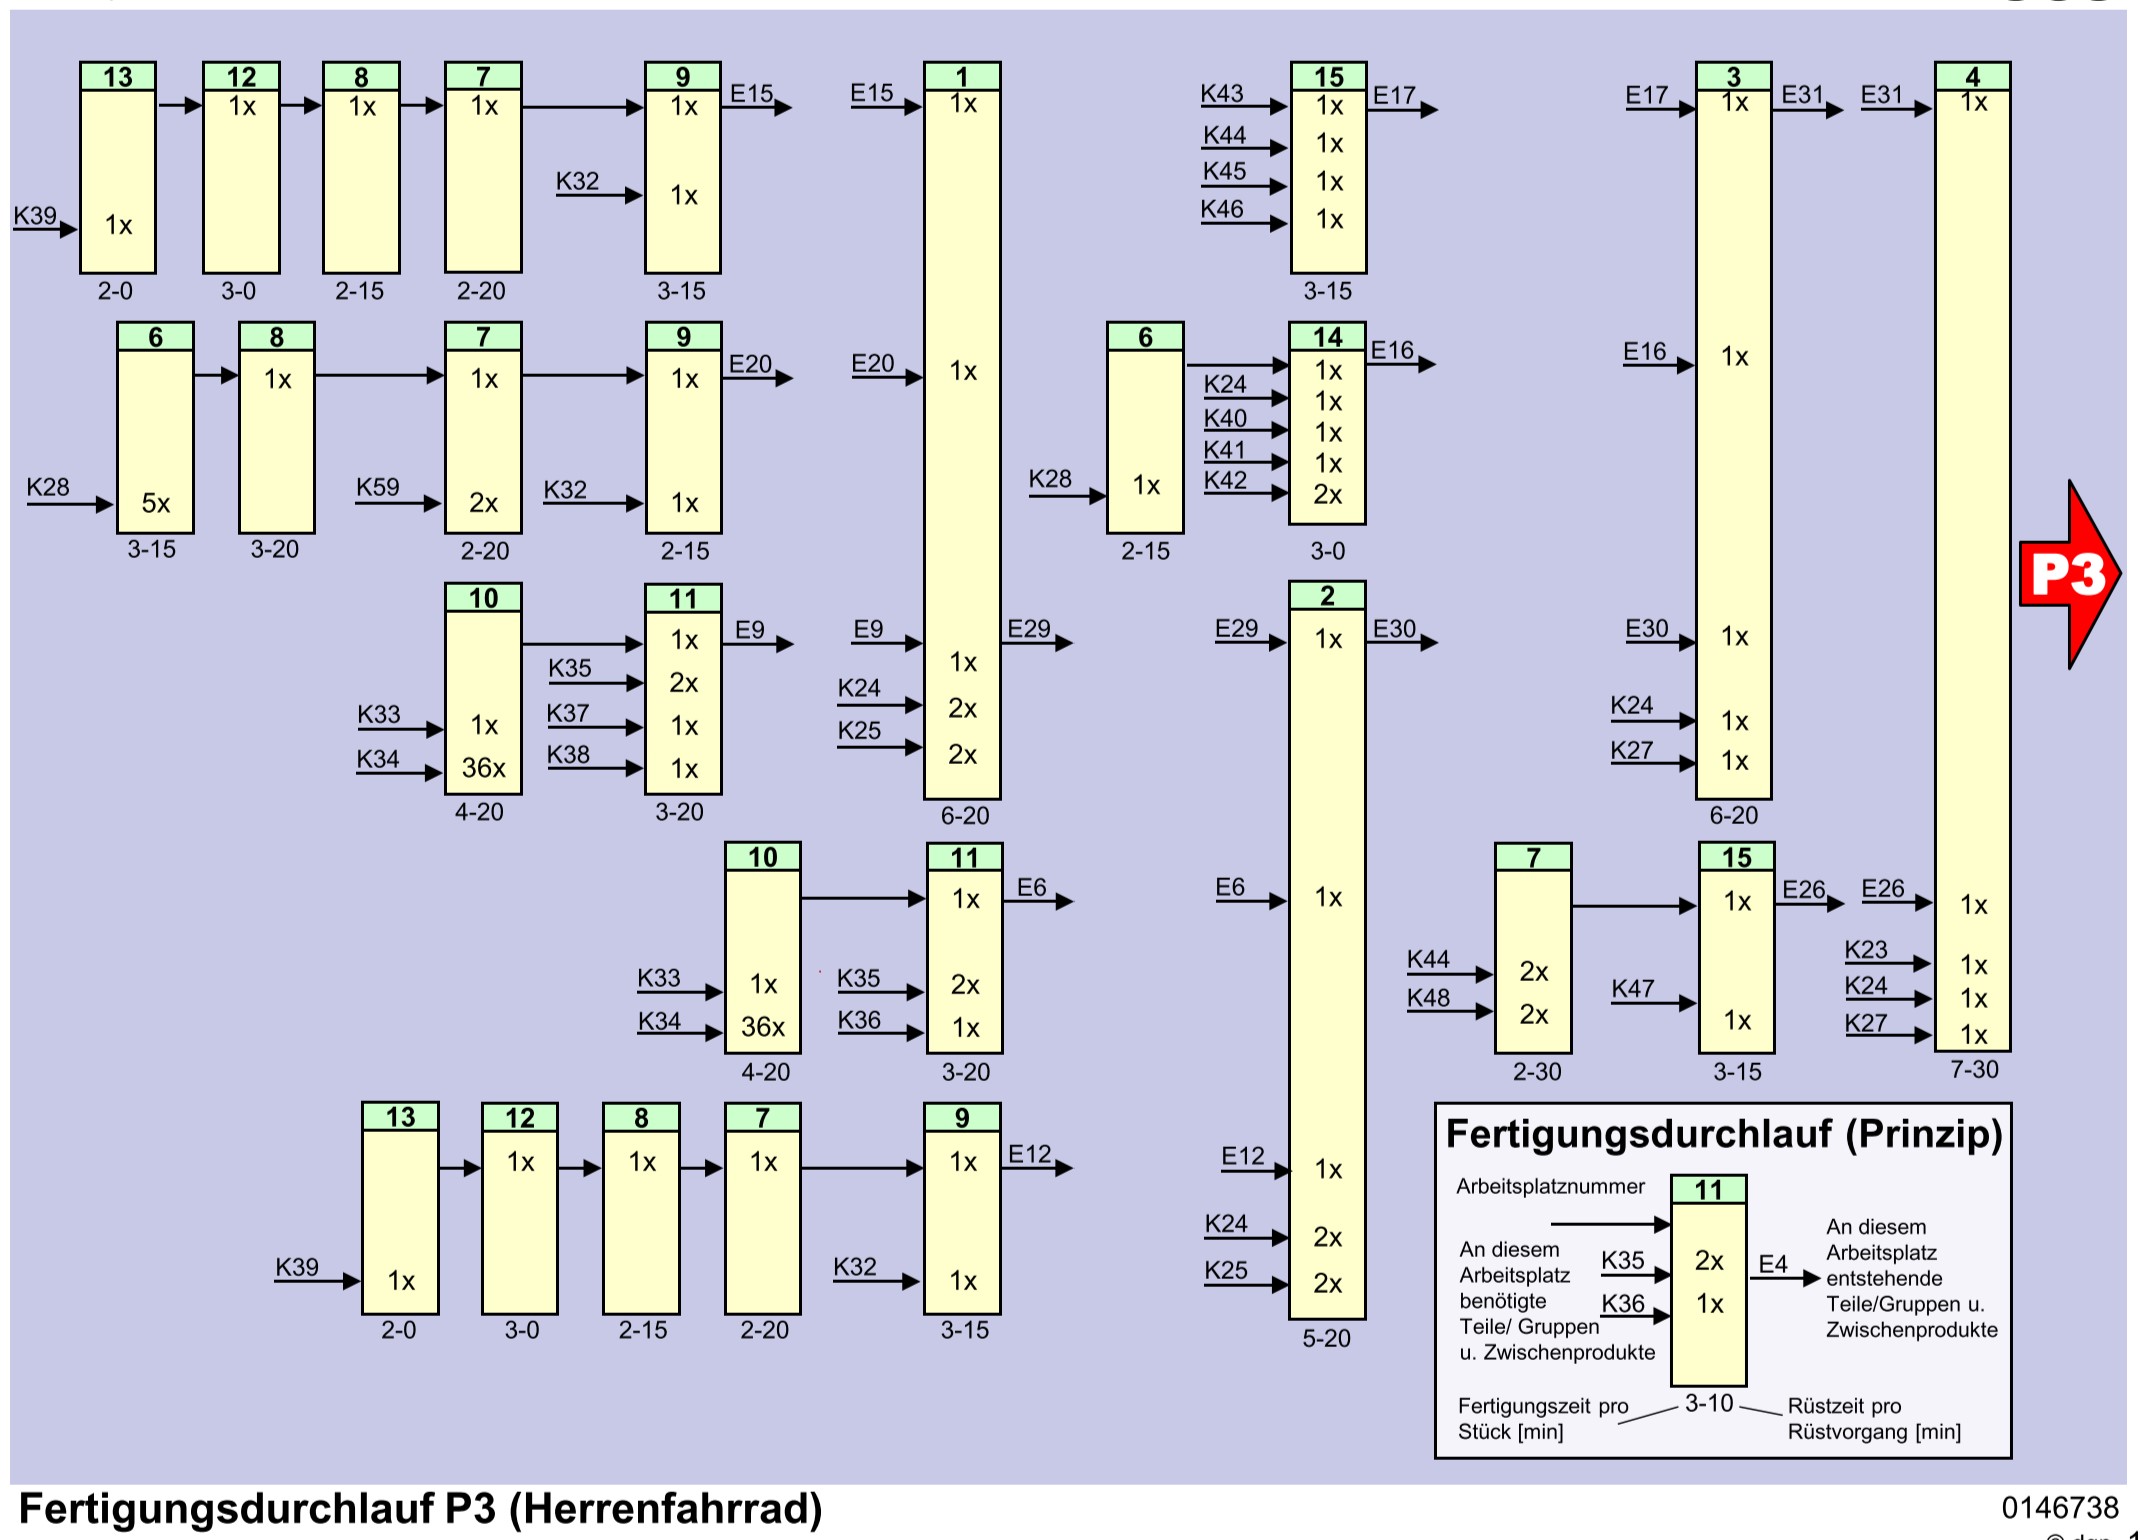 13 12 8 7 9 1 15 3 4
1x 1x 1x 1x E15 E15 1x K43 1x E17 E17 1x E31 E31 1x
K44 1x
K32 1x K45 1x
K39 1x K46 1x
2-0 3-0 2-15 2-20 3-15 3-15
6 8 7 9 6 14
1x 1x 1x E20 E20 1x 1x E16 E16 1x
K24 1x
K40 1x
K41 1x
K28 5x K59 2x K32 1x K28 1x K42 2x
3-15 3-20 2-20 2-15 2-15 3-0
P3
10 11 2
1x E9 E9 1x E29 E29 1x E30 E30 1x
K35 2x K24 2x
K33 1x K37 1x K25 2x K24 1x
K34 36x K38 1x K27 1x
4-20 3-20 6-20 6-20
10 11 7 15
1x E6 E6 1x 1x E26 E26 1x
K33 1x K35 2x K44 2x K23 1x
K34 36x K36 1x K48 2x K47 1x K24 1x
K27 1x
4-20 3-20 2-30 3-15 7-30
13 12 8 7 9
1x 1x 1x 1x E12 E12 1x
K24 2x
K39 1x K32 1x K25 2x
2-0 3-0 2-15 2-20 3-15 5-20
Fertigungsdurchlauf (Prinzip)
Arbeitsplatznummer 11
An diesem
Arbeitsplatz
benötigte
Teile/ Gruppen
u. Zwischenprodukte
K35 2x E4
K36 1x
An diesem
Arbeitsplatz
entstehende
Teile/Gruppen u.
Zwischenprodukte
Fertigungszeit pro
Stück [min]
3-10
Rüstzeit pro
Rüstvorgang [min]
Fertigungsdurchlauf P3 (Herrenfahrrad) 0146738